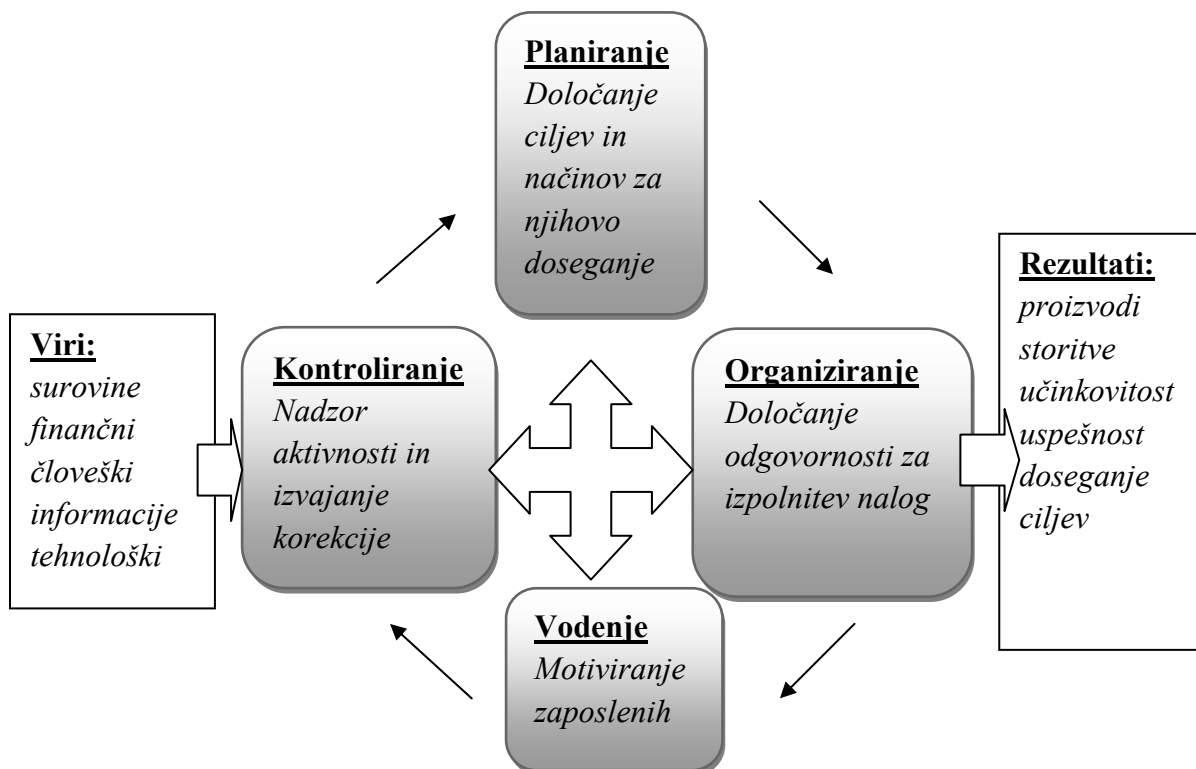 Planiranje
Določanje
ciljev in
načinov za
njihovo
doseganje
Viri:
surovine
finančni
človeški
informacije
tehnološki
Kontroliranje
Nadzor
aktivnosti in
izvajanje
korekcije
Organiziranje
Določanje
odgovornosti za
izpolnitev nalog
Rezultati:
proizvodi
storitve
učinkovitost
uspešnost
doseganje
ciljev
Vodenje
Motiviranje
zaposlenih